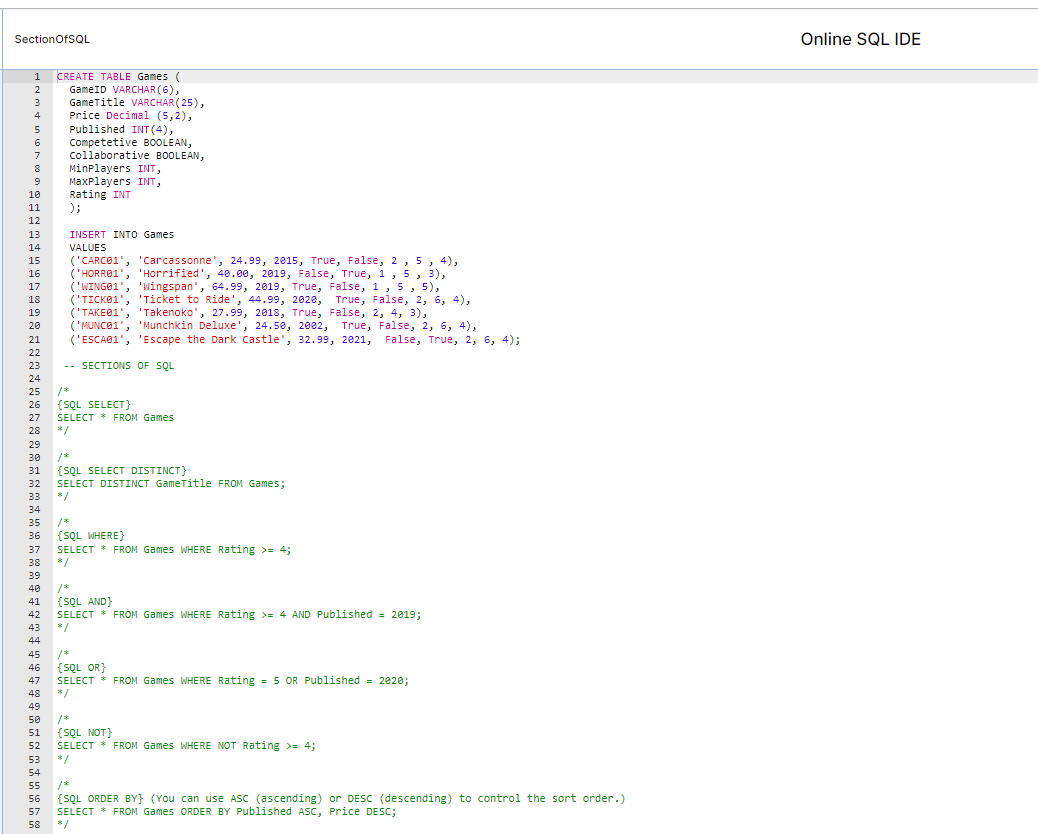 SectionOfSQL
Online SQL IDE
1 CREATE TABLE Games (
2 GameID VARCHAR(6),
3 GameTitle VARCHAR(25),
4 Price Decimal (5,2),
5 Published INT(4),
6 Competetive BOOLEAN,
7 Collaborative BOOLEAN,
8 MinPlayers INT,
9 MaxPlayers INT,
10 Rating INT
11 );
12
13 INSERT INTO Games
14 VALUES
15 ('CARC01', 'Carcassonne', 24.99, 2015, True, False, 2 , 5 , 4),
16 ('HORR01', 'Horrified', 40.00, 2019, False, True, 1 , 5 , 3),
17 ('WING01', 'Wingspan', 64.99, 2019, True, False, 1 , 5 , 5),
18 ('TICK01', 'Ticket to Ride', 44.99, 2020,  True, False, 2, 6, 4),
19 ('TAKE01', 'Takenoko', 27.99, 2018, True, False, 2, 4, 3),
20 ('MUNC01', 'Munchkin Deluxe', 24.50, 2002,  True, False, 2, 6, 4),
21 ('ESCA01', 'Escape the Dark Castle', 32.99, 2021,  False, True, 2, 6, 4);
22
23 -- SECTIONS OF SQL
24
25 /*
26 {SQL SELECT}
27 SELECT * FROM Games
28 */
29
30 /*
31 {SQL SELECT DISTINCT}
32 SELECT DISTINCT GameTitle FROM Games;
33 */
34
35 /*
36 {SQL WHERE}
37 SELECT * FROM Games WHERE Rating >= 4;
38 */
39
40 /*
41 {SQL AND}
42 SELECT * FROM Games WHERE Rating >= 4 AND Published = 2019;
43 */
44
45 /*
46 {SQL OR}
47 SELECT * FROM Games WHERE Rating = 5 OR Published = 2020;
48 */
49
50 /*
51 {SQL NOT}
52 SELECT * FROM Games WHERE NOT Rating >= 4;
53 */
54
55 /*
56 {SQL ORDER BY} (You can use ASC (ascending) or DESC (descending) to control the sort order.)
57 SELECT * FROM Games ORDER BY Published ASC, Price DESC;
58 */